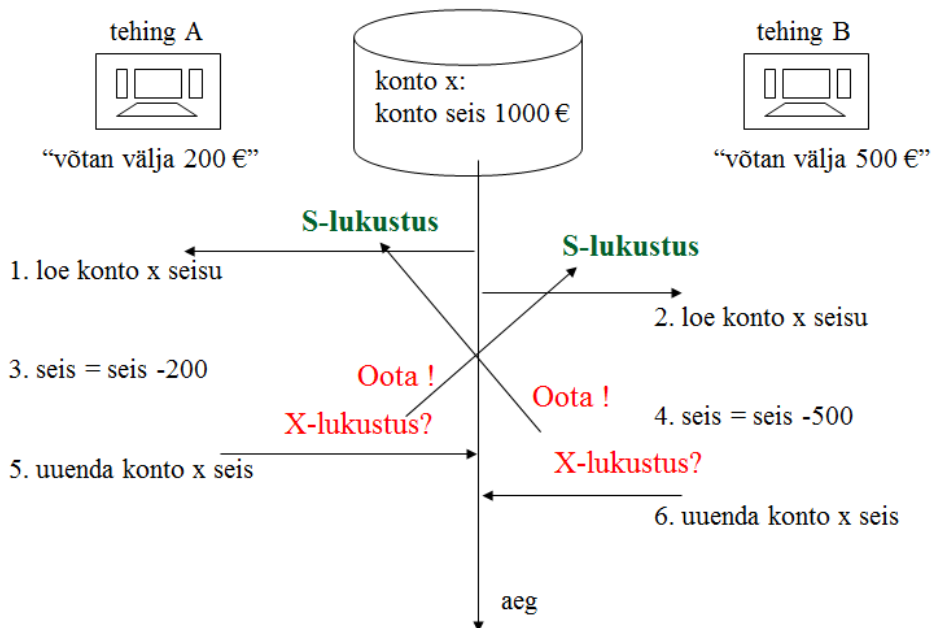 tehing A
tehing B
konto x:
konto seis 1000 €
“võtan välja 200 €”
“võtan välja 500 €”
S-lukustus
S-lukustus
1. loe konto x seisu
2. loe konto x seisu
3. seis = seis -200
Oota !
Oota !
4. seis = seis -500
X-lukustus?
X-lukustus?
5. uuenda konto x seis
6. uuenda konto x seis
aeg